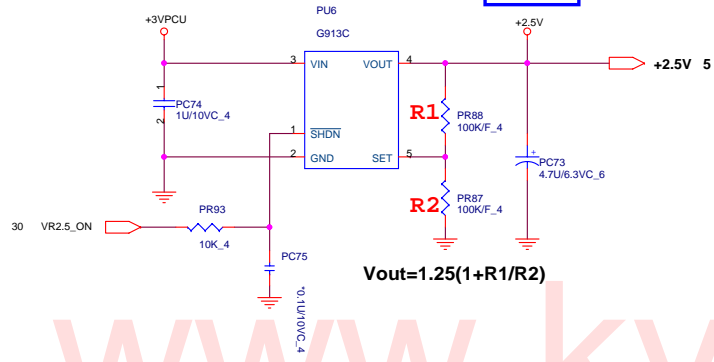 PU6
+3VPCU
+2.5V
G913C
3
VIN
VOUT
4
+2.5V 5
1
PC74
1U/10VC_4
2
R1
PR88
100K/F_4
1
SHDN
2
GND
SET
5
PC73
4.7U/6.3VC_6
+
R2
PR87
100K/F_4
PR93
30 VR2.5_ON
10K_4
PC75
*0.1U/10VC_4
Vout=1.25(1+R1/R2)
www.ky